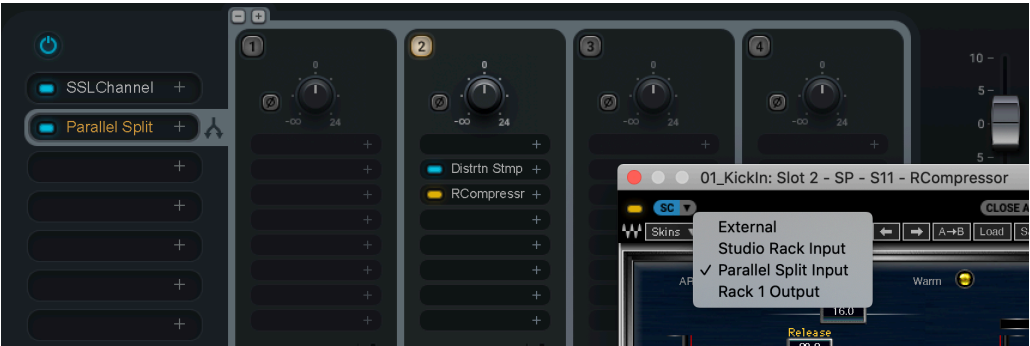 − +
1 2 3 4
0 0 0 0
-∞ 24 -∞ 24 -∞ 24 -∞ 24
10
5
0
5
SSLChannel +
Parallel Split +
Distrtn Stmp +
RCompressr +
01_KickIn: Slot 2 - SP - S11 - RCompressor
SC CLOSE A
Skins A→B Load
External
Studio Rack Input
✓ Parallel Split Input
Rack 1 Output
Warm
16.0
Release